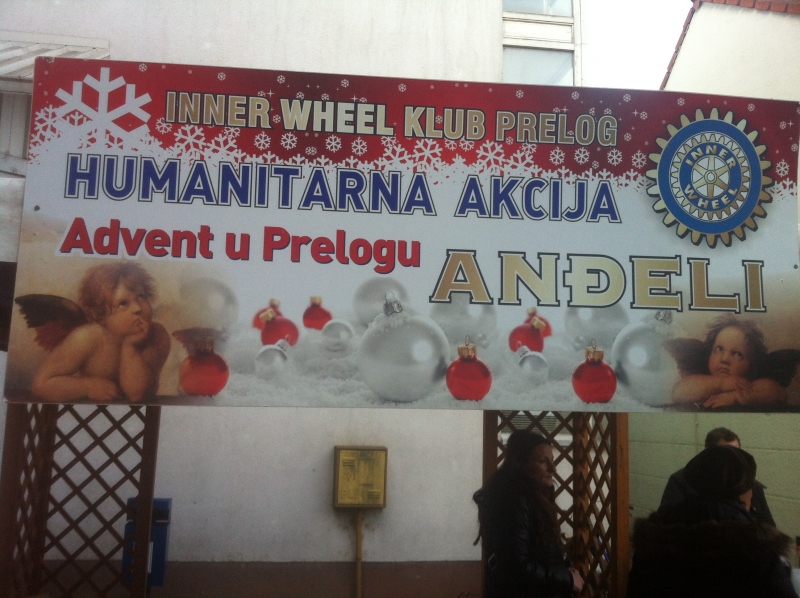 INNER WHEEL KLUB PRELOG
HUMANITARNA AKCIJA
Advent u Prelogu
ANĐELI
INNER
WHEEL